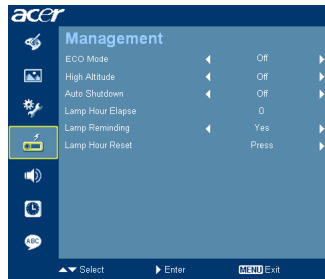 acer
Management
ECO Mode Off
High Altitude Off
Auto Shutdown Off
Lamp Hour Elapse 0
Lamp Reminding Yes
Lamp Hour Reset Press
ABC
Select Enter MENU Exit